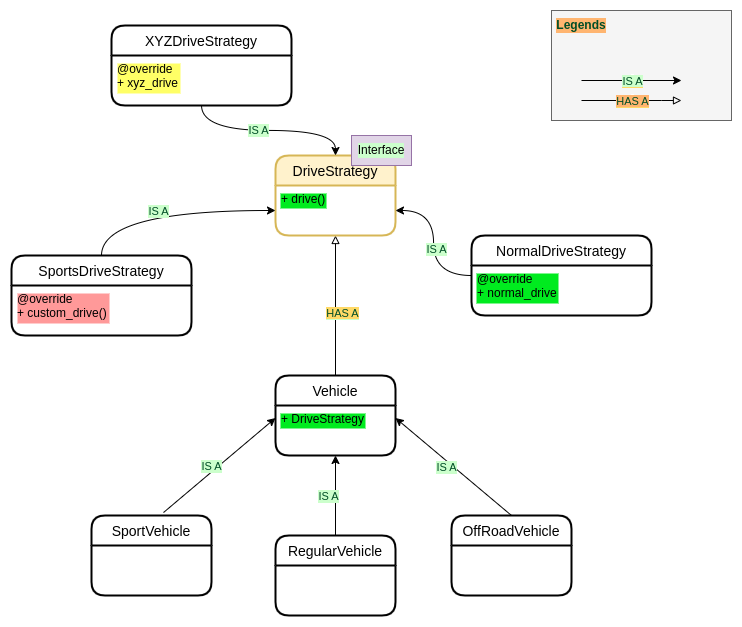 XYZDriveStrategy
@override
+ xyz_drive
Legends
IS A
HAS A
IS A
Interface
DriveStrategy
+ drive()
IS A
IS A
SportsDriveStrategy
@override
+ custom_drive()
NormalDriveStrategy
@override
+ normal_drive
HAS A
Vehicle
+ DriveStrategy
IS A
IS A
IS A
SportVehicle
RegularVehicle
OffRoadVehicle